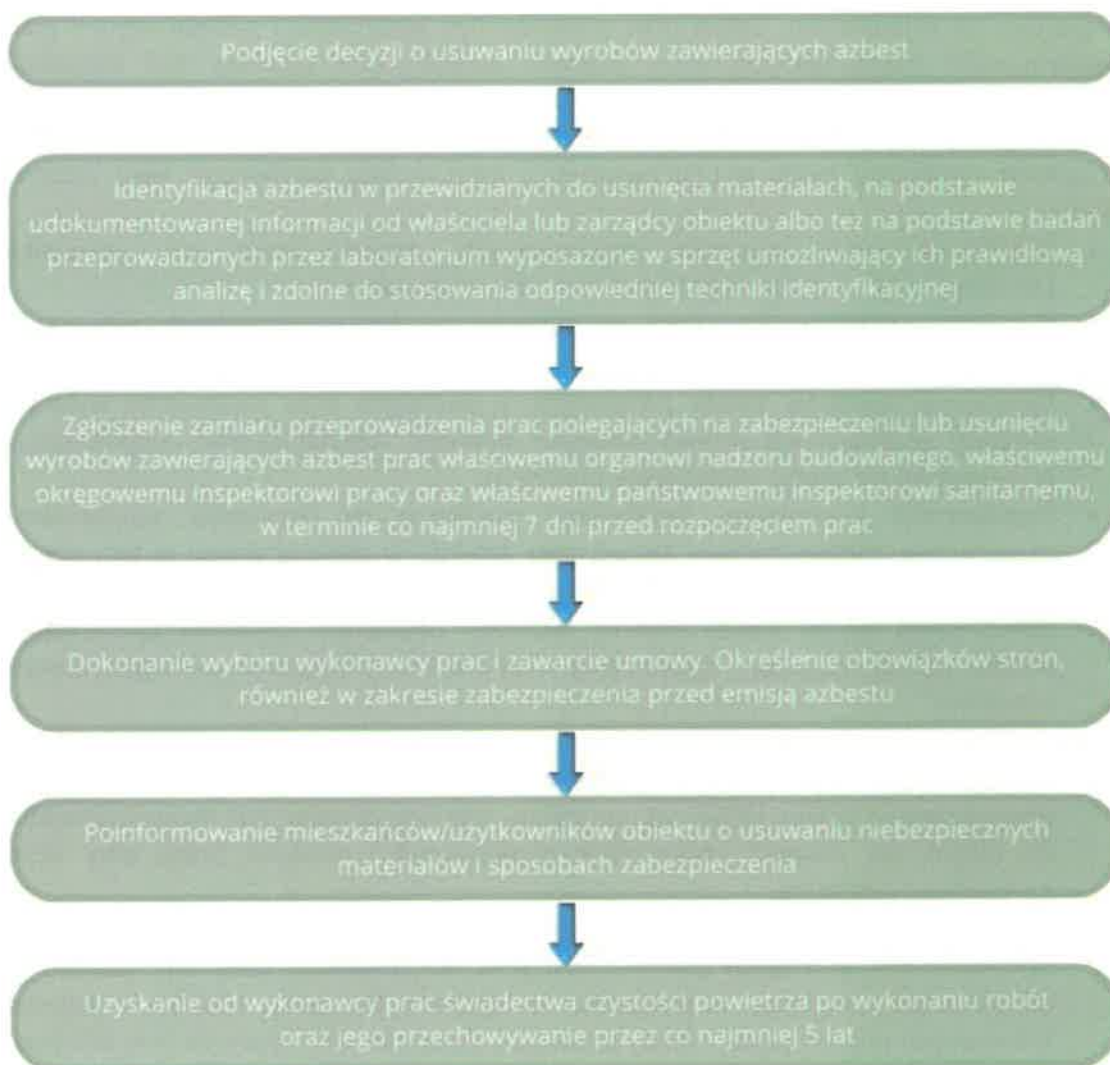 Podjęcie decyzji o usuwaniu wyrobów zawierających azbest
Identyfikacja azbestu w przewidzianych do usunięcia materiałach, na podstawie
udokumentowanej informacji od właściciela lub zarządcy obiektu albo też na podstawie badań
przeprowadzonych przez laboratorium wyposażone w sprzęt umożliwiający ich prawidłową
analizę i zdolne do stosowania odpowiedniej techniki identyfikacyjnej
Zgłoszenie zamiaru przeprowadzenia prac polegających na zabezpieczeniu lub usunięciu
wyrobów zawierających azbest prac właściwemu organowi nadzoru budowlanego, właściwemu
okręgowemu inspektorowi pracy oraz właściwemu państwowemu inspektorowi sanitarnemu,
w terminie co najmniej 7 dni przed rozpoczęciem prac
Dokonanie wyboru wykonawcy prac i zawarcie umowy. Określenie obowiązków stron,
również w zakresie zabezpieczenia przed emisją azbestu
Poinformowanie mieszkańców/użytkowników obiektu o usuwaniu niebezpiecznych
materiałów i sposobach zabezpieczenia
Uzyskanie od wykonawcy prac świadectwa czystości powietrza po wykonaniu robót
oraz jego przechowywanie przez co najmniej 5 lat